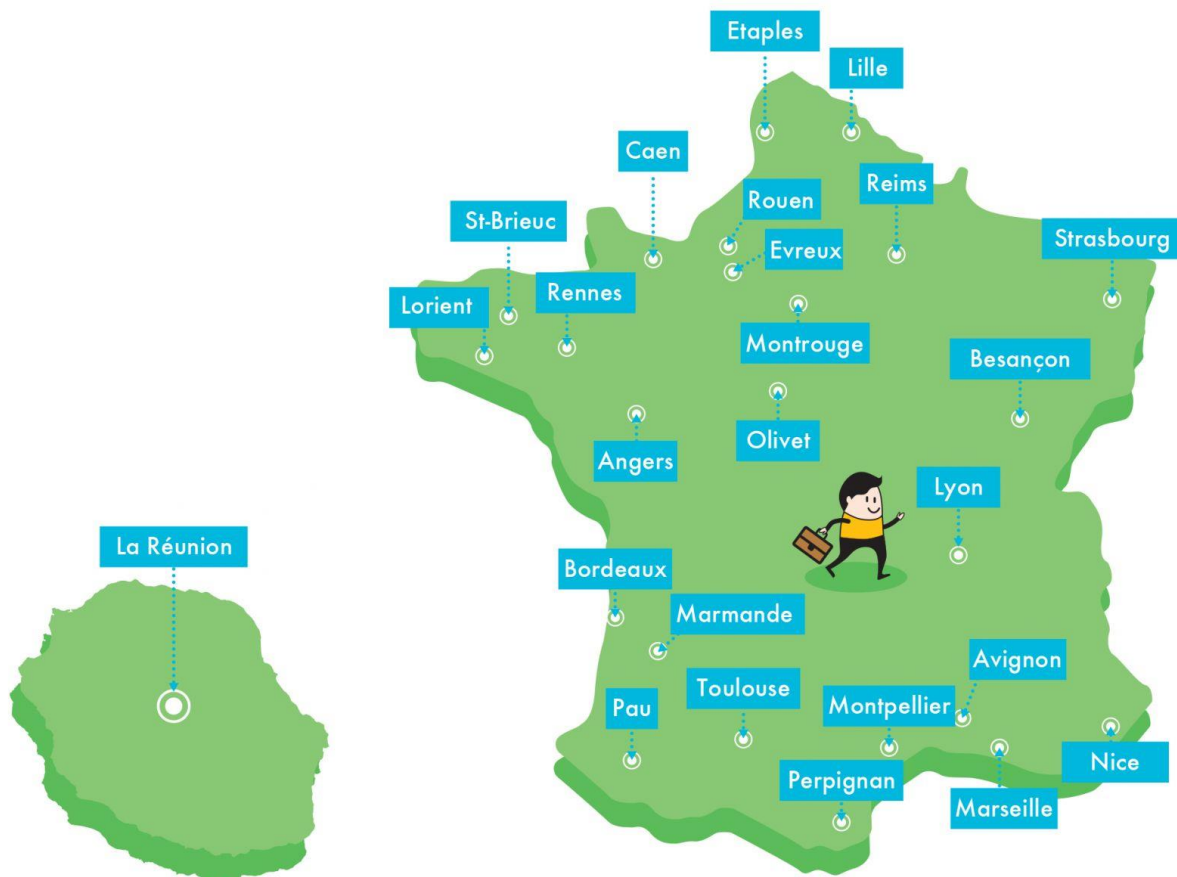 Etaples
Lille
Caen
Reims
Rouen
St-Brieuc
Strasbourg
Evreux
Rennes
Lorient
Montrouge
Besançon
Olivet
Angers
Lyon
La Réunion
Bordeaux
Marmande
Avignon
Toulouse
Montpellier
Pau
Nice
Perpignan
Marseille